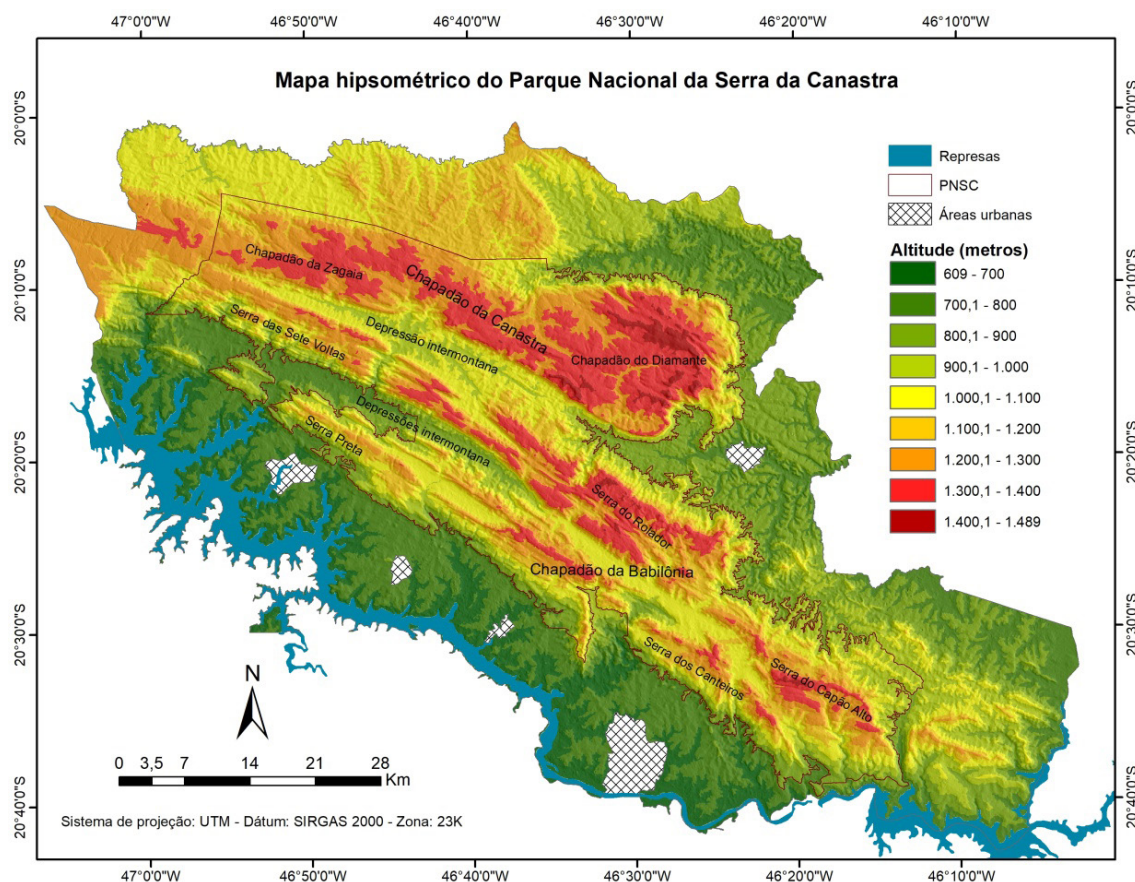 47°0'0"W 46°50'0"W 46°40'0"W 46°30'0"W 46°20'0"W 46°10'0"W
Mapa hipsométrico do Parque Nacional da Serra da Canastra
20°0'0"S 20°0'0"S
Represas
PNSC
Áreas urbanas
Altitude (metros)
609 - 700
700,1 - 800
800,1 - 900
900,1 - 1.000
1.000,1 - 1.100
1.100,1 - 1.200
1.200,1 - 1.300
1.300,1 - 1.400
1.400,1 - 1.489
Chapadão da Zagaia
Chapadão da Canastra
20°10'0"S 20°10'0"S
Serra das Sete Voltas
Depressão intermontana
Chapadão do Diamante
Depressões intermontana
Serra Preta
20°20'0"S 20°20'0"S
Serra do Rolador
Chapadão da Babilônia
20°30'0"S 20°30'0"S
Serra dos Canteiros
Serra do Capão Alto
N
0 3,5 7 14 21 28
Km
20°40'0"S 20°40'0"S
Sistema de projeção: UTM - Dátum: SIRGAS 2000 - Zona: 23K
47°0'0"W 46°50'0"W 46°40'0"W 46°30'0"W 46°20'0"W 46°10'0"W